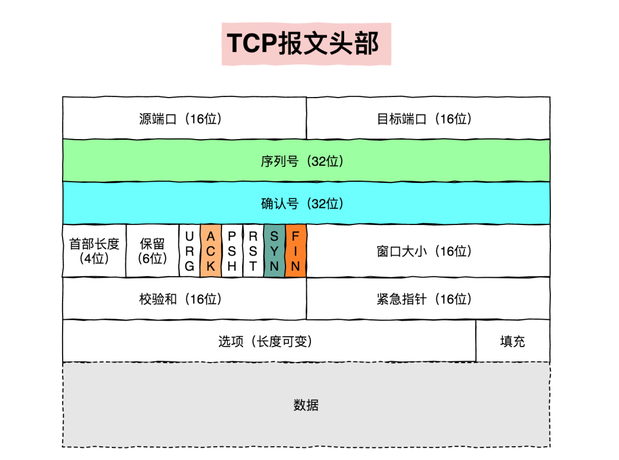 TCP报文头部
源端口（16位） 目标端口（16位）
序列号（32位）
确认号（32位）
首部长度
（4位）
保留
（6位）
URG
ACK
PSH
RST
SYN
FIN
窗口大小（16位）
校验和（16位） 紧急指针（16位）
选项（长度可变） 填充
数据